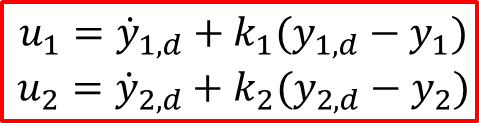 u₁ = ẏ₁,d + k₁(y₁,d − y₁)
u₂ = ẏ₂,d + k₂(y₂,d − y₂)